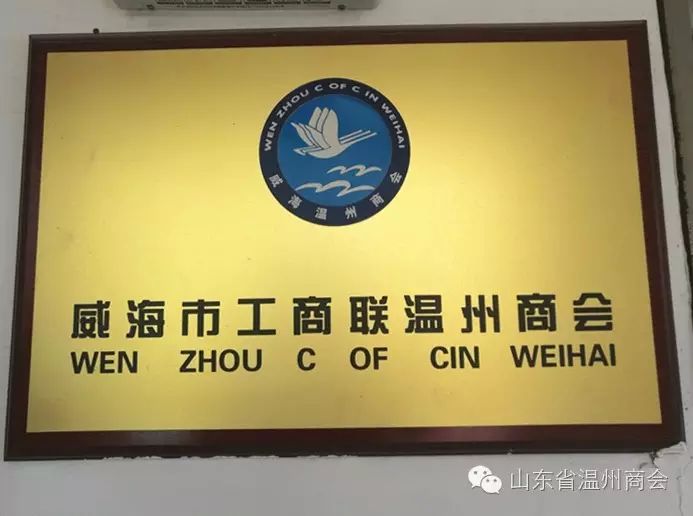 WEN ZHOU C OF C IN WEIHAI
威海温州商会
威海市工商联温州商会
WEN ZHOU C OF CIN WEIHAI
山东省温州商会